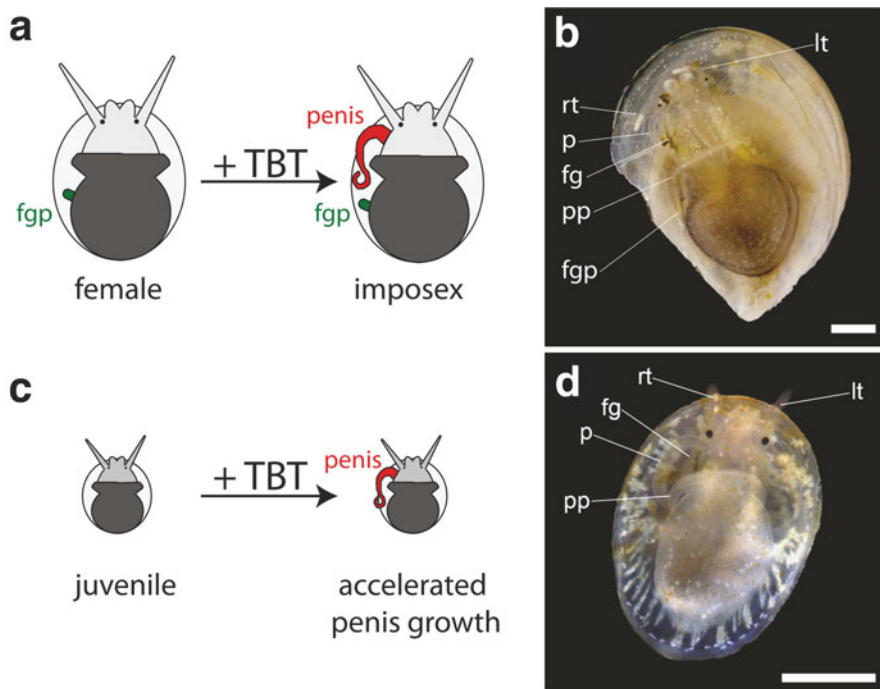 a
penis
+ TBT
fgp
fgp
female
imposex
b
lt
rt
p
fg
pp
fgp
c
penis
+ TBT
juvenile
accelerated
penis growth
d
rt
lt
fg
p
pp